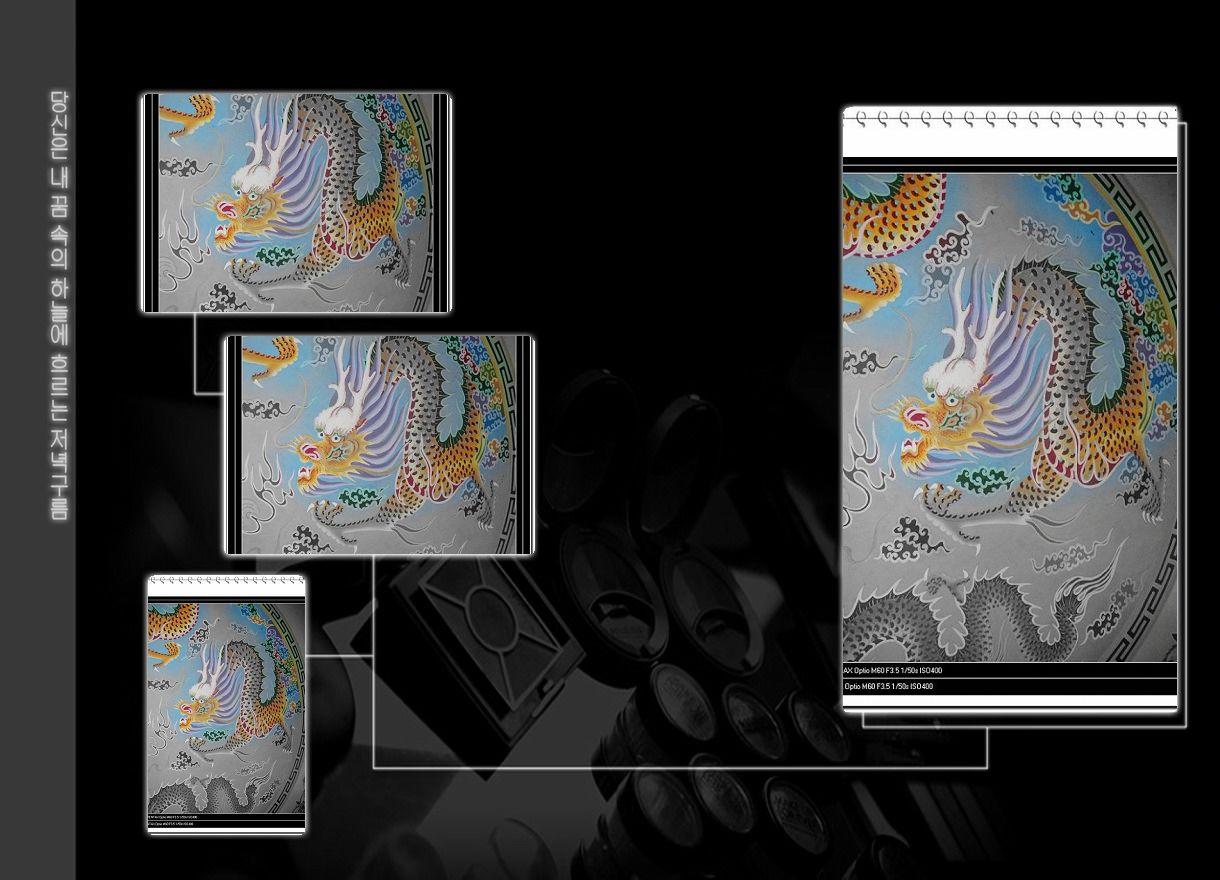 당신은 내 꿈 속의 하늘에 흐르는 저녁구름
AX Optio M60 F3.5 1/50s ISO400
Optio M60 F3.5 1/50s ISO400